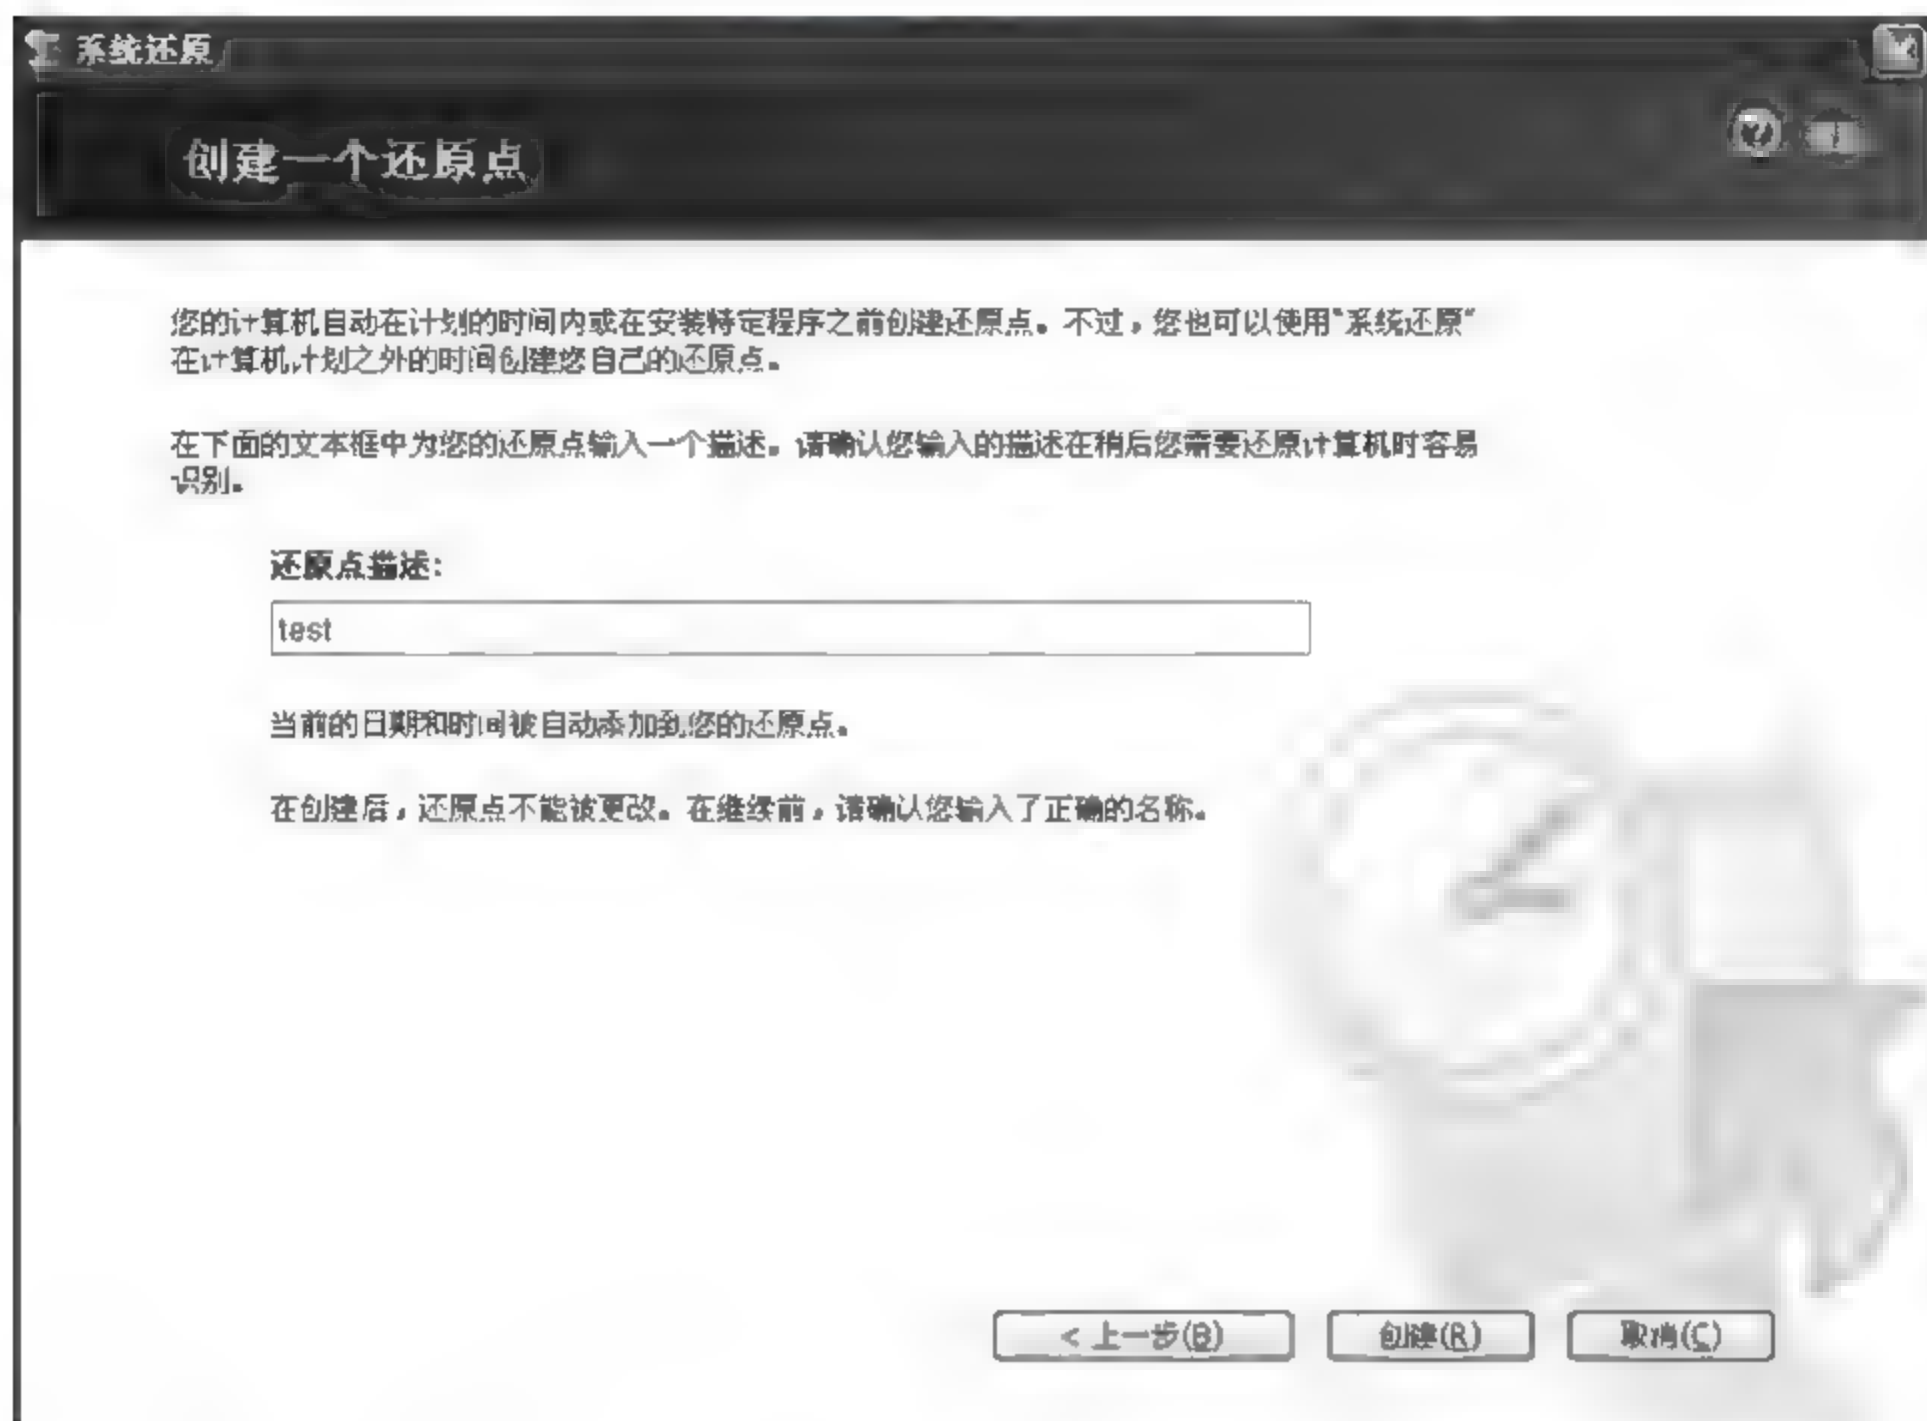 系统还原
创建一个还原点
您的计算机自动在计划的时间内或在安装特定程序之前创建还原点。不过，您也可以使用“系统还原”
在计算机计划之外的时间创建您自己的还原点。
在下面的文本框中为您的还原点输入一个描述。请确认您输入的描述在稍后您需要还原计算机时容易
识别。
还原点描述:
test
当前的日期和时间被自动添加到您的还原点。
在创建后，还原点不能被更改。在继续前，请确认您输入了正确的名称。
< 上一步(B)
创建(R)
取消(C)